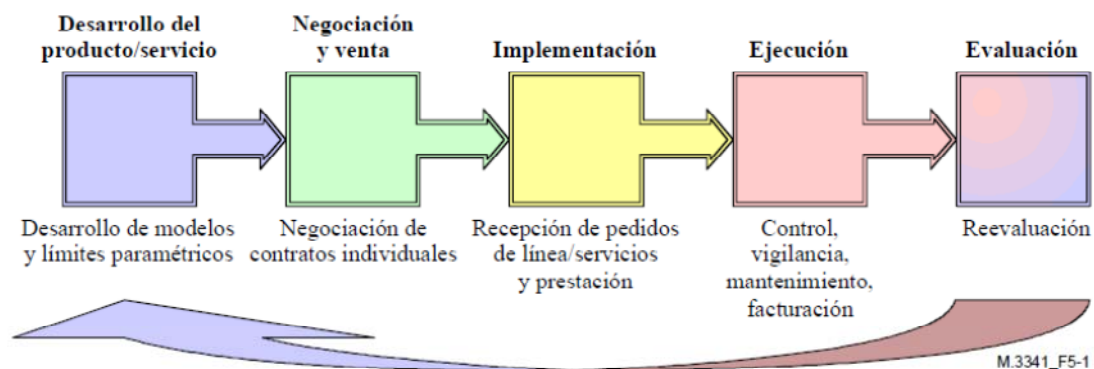 Desarrollo del
producto/servicio
Negociación
y venta
Implementación
Ejecución
Evaluación
Desarrollo de modelos
y límites paramétricos
Negociación de
contratos individuales
Recepción de pedidos
de línea/servicios
y prestación
Control,
vigilancia,
mantenimiento,
facturación
Reevaluación
M.3341_F5-1